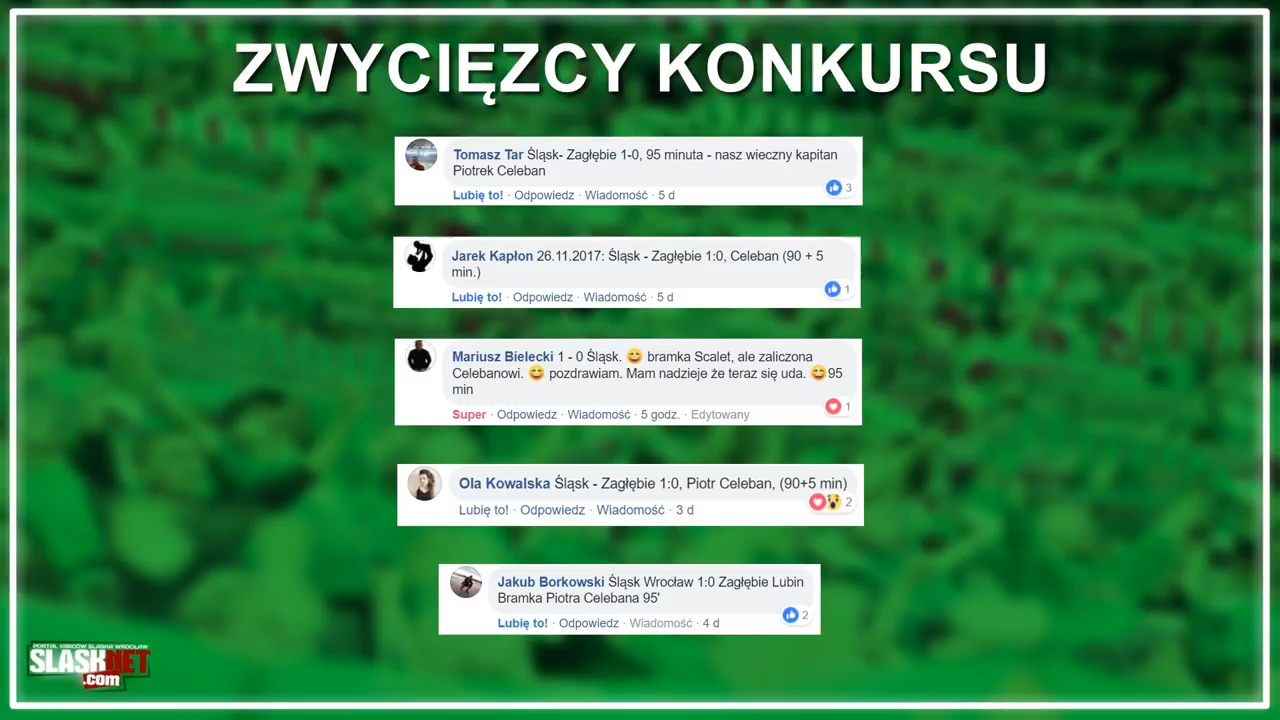 ZWYCIĘZCY KONKURSU
Tomasz Tar Śląsk- Zagłębie 1-0, 95 minuta - nasz wieczny kapitan
Piotrek Celeban
3
Lubię to! · Odpowiedz · Wiadomość · 5 d
Jarek Kapłon 26.11.2017: Śląsk - Zagłębie 1:0, Celeban (90 + 5
min.)
1
Lubię to! · Odpowiedz · Wiadomość · 5 d
Mariusz Bielecki 1 - 0 Śląsk. 😄 bramka Scalet, ale zaliczona
Celebanowi. 😄 pozdrawiam. Mam nadzieje że teraz się uda. 😄95
min
1
Super · Odpowiedz · Wiadomość · 5 godz. · Edytowany
Ola Kowalska Śląsk - Zagłębie 1:0, Piotr Celeban, (90+5 min)
2
Lubię to! · Odpowiedz · Wiadomość · 3 d
Jakub Borkowski Śląsk Wrocław 1:0 Zagłębie Lubin
Bramka Piotra Celebana 95'
2
Lubię to! · Odpowiedz · Wiadomość · 4 d
PORTAL KIBICÓW ŚLĄSKA WROCŁAW
SLASKNET
.com